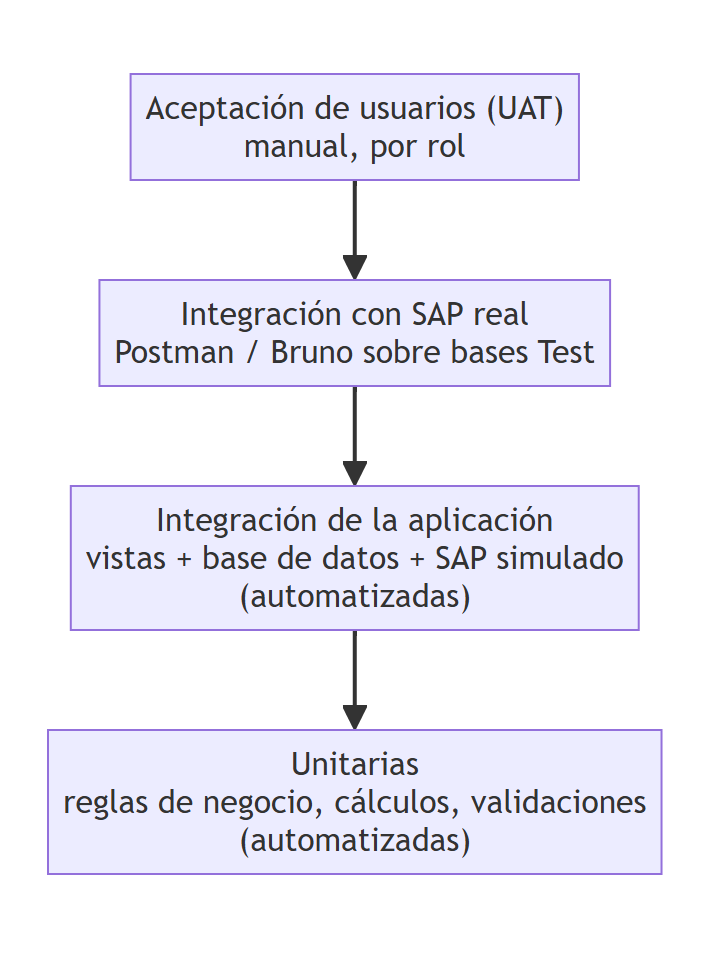 Aceptación de usuarios (UAT)
manual, por rol
Integración con SAP real
Postman / Bruno sobre bases Test
Integración de la aplicación
vistas + base de datos + SAP simulado
(automatizadas)
Unitarias
reglas de negocio, cálculos, validaciones
(automatizadas)